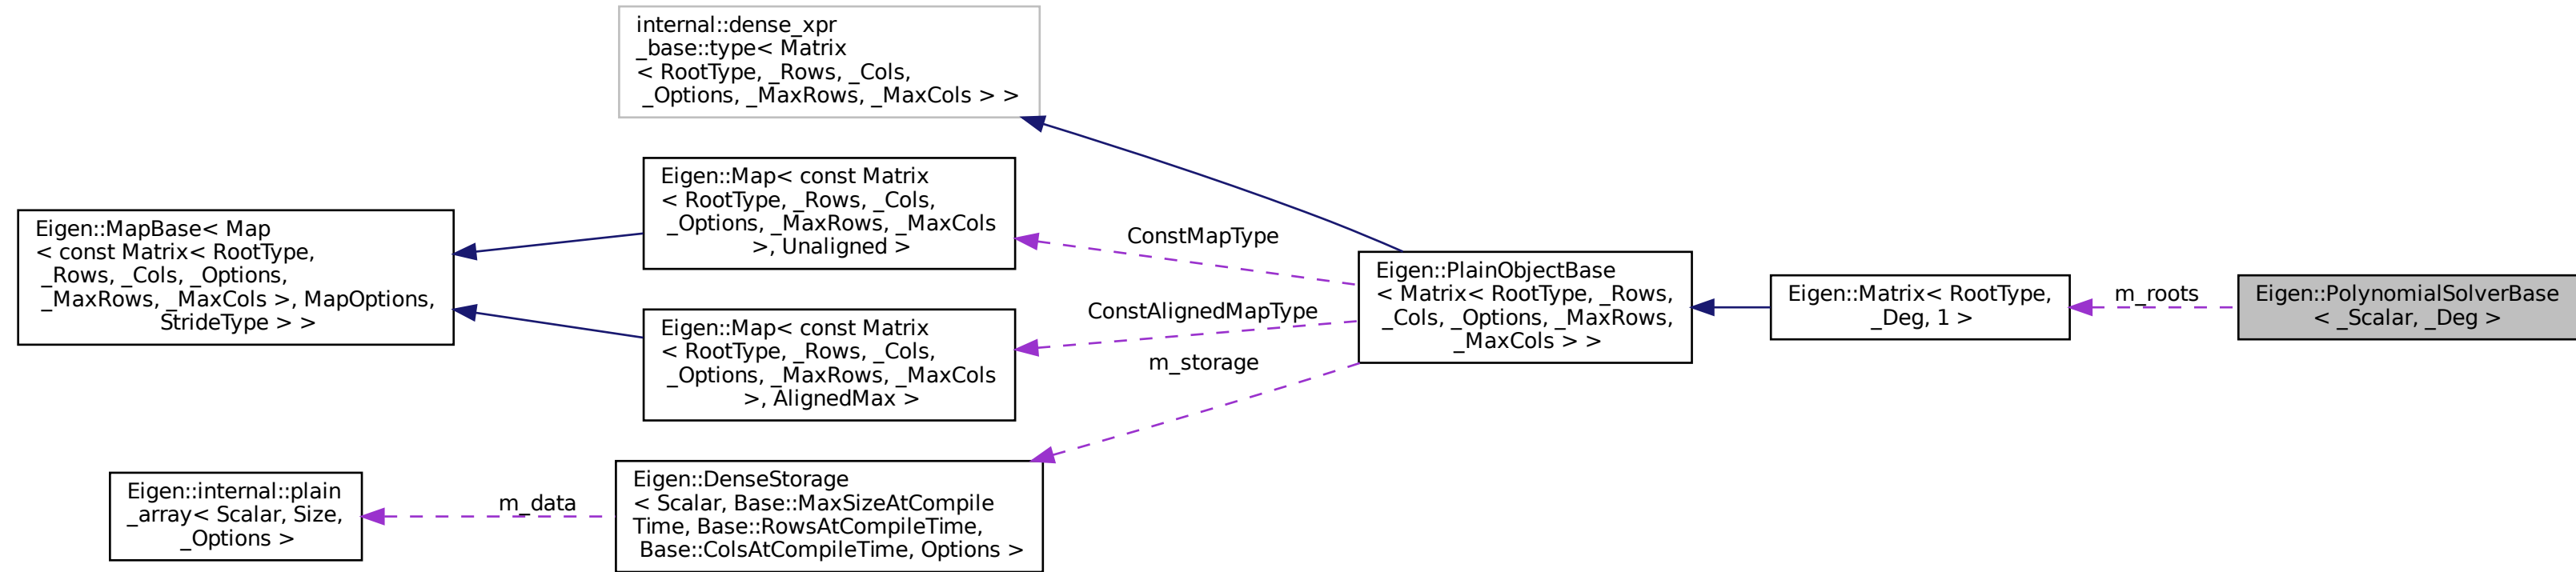 internal::dense_xpr
_base::type< Matrix
< RootType, _Rows, _Cols,
_Options, _MaxRows, _MaxCols > >
Eigen::Map< const Matrix
< RootType, _Rows, _Cols,
_Options, _MaxRows, _MaxCols
>, Unaligned >
Eigen::MapBase< Map
< const Matrix< RootType,
_Rows, _Cols, _Options,
_MaxRows, _MaxCols >, MapOptions,
StrideType > >
Eigen::Map< const Matrix
< RootType, _Rows, _Cols,
_Options, _MaxRows, _MaxCols
>, AlignedMax >
ConstMapType
ConstAlignedMapType
m_storage
Eigen::PlainObjectBase
< Matrix< RootType, _Rows,
_Cols, _Options, _MaxRows,
_MaxCols > >
Eigen::Matrix< RootType,
_Deg, 1 >
m_roots
Eigen::PolynomialSolverBase
< _Scalar, _Deg >
Eigen::internal::plain
_array< Scalar, Size,
_Options >
m_data
Eigen::DenseStorage
< Scalar, Base::MaxSizeAtCompile
Time, Base::RowsAtCompileTime,
Base::ColsAtCompileTime, Options >